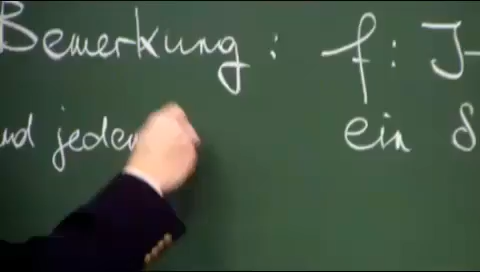 Bemerkung: f: I-
und jeden ein δ